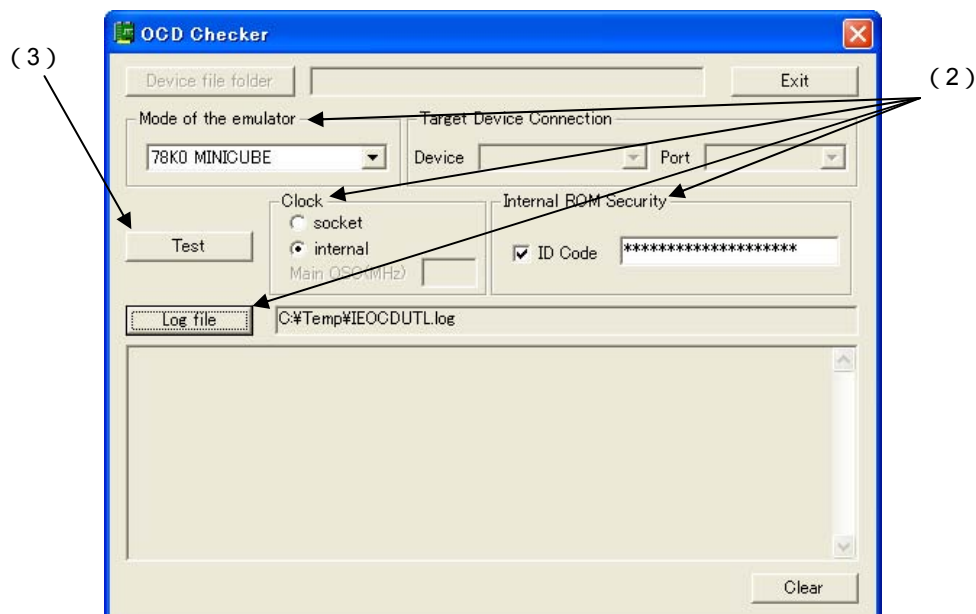 OCD Checker
(3)
Device file folder
Exit
(2)
Mode of the emulator
Target Device Connection
78K0 MINICUBE
Device
Port
Clock
Internal ROM Security
socket
Test
internal
ID Code
********************
Main OSC(MHz)
Log file
C:¥Temp¥IEOCDUTL.log
Clear